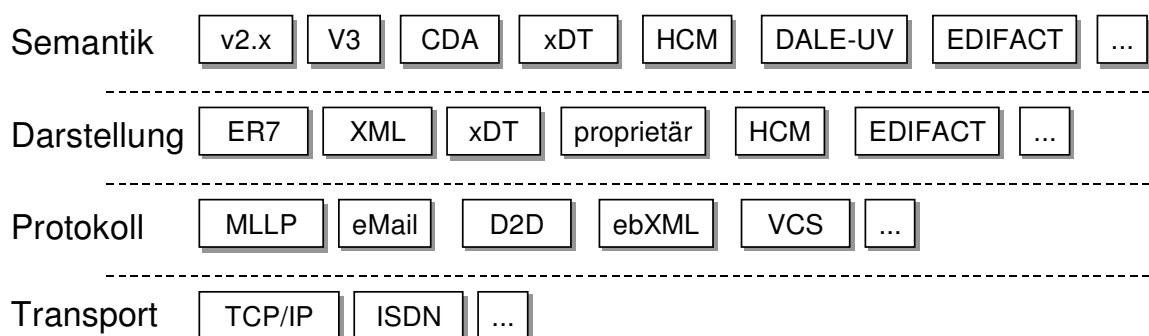 Semantik v2.x V3 CDA xDT HCM DALE-UV EDIFACT ...
Darstellung ER7 XML xDT proprietär HCM EDIFACT ...
Protokoll MLLP eMail D2D ebXML VCS ...
Transport TCP/IP ISDN ...